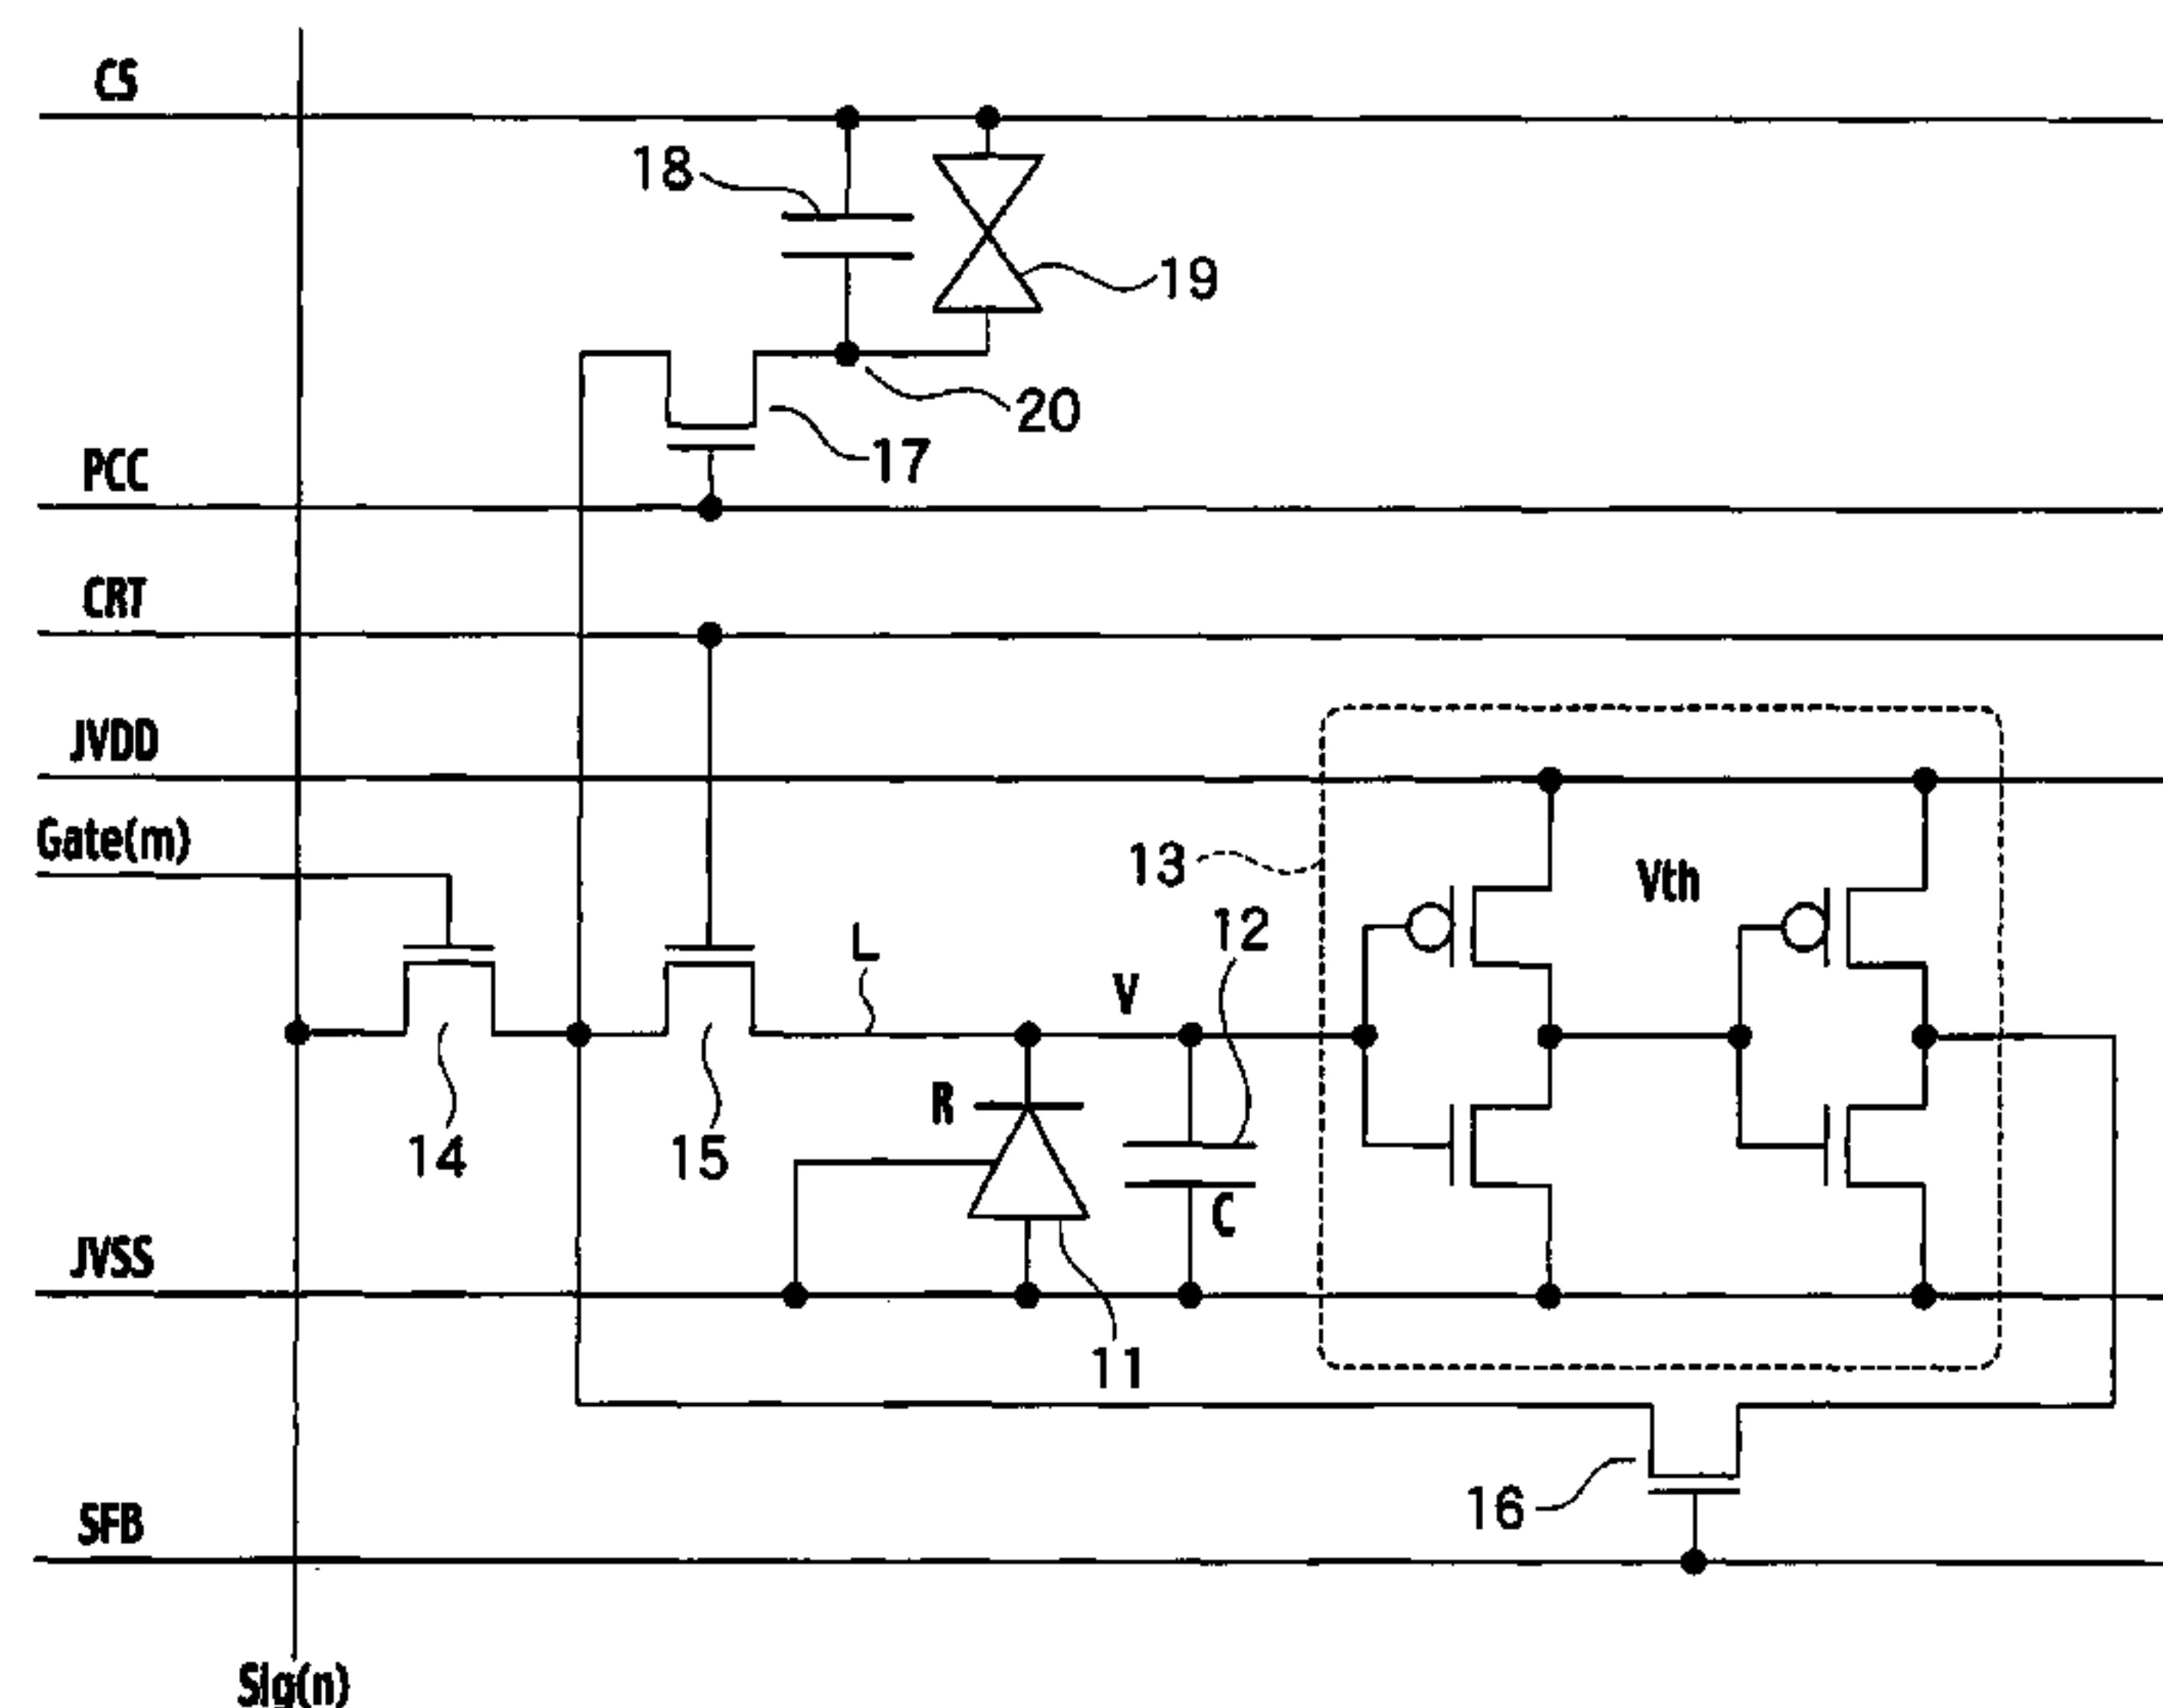 CS
18
19
20
17
PCC
CRT
JVDD
Gate(m)
13
Vth
12
L
V
R
14
15
C
JVSS
11
16
SFB
Sig(n)